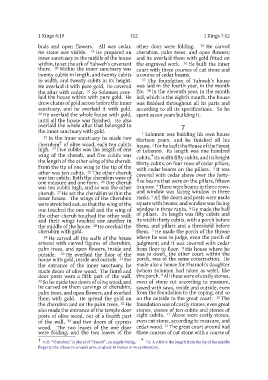 1 Kings 6:19 312 1 Kings 7:12
buds and open flowers. All was cedar.
No stone was visible. 19 He prepared an
inner sanctuary in the middle of the house
within, to set the ark of Yahweh's covenant
there. 20 Within the inner sanctuary was
twenty cubits in length, and twenty cubits
in width, and twenty cubits in its height.
He overlaid it with pure gold. He covered
the altar with cedar. 21 So Solomon over-
laid the house within with pure gold. He
drew chains of gold across before the inner
sanctuary, and he overlaid it with gold.
22 He overlaid the whole house with gold,
until all the house was finished. He also
overlaid the whole altar that belonged to
the inner sanctuary with gold.
23 In the inner sanctuary he made two
cherubim of olive wood, each ten cubits
high. 24 Five cubits was the length of one
wing of the cherub, and five cubits was
the length of the other wing of the cherub.
From the tip of one wing to the tip of the
other was ten cubits. 25 The other cherub
was ten cubits. Both the cherubim were of
one measure and one form. 26 One cherub
was ten cubits high, and so was the other
cherub. 27 He set the cherubim within the
inner house. The wings of the cherubim
were stretched out, so that the wing of the
one touched the one wall and the wing of
the other cherub touched the other wall;
and their wings touched one another in
the middle of the house. 28 He overlaid the
cherubim with gold.
29 He carved all the walls of the house
around with carved figures of cherubim,
palm trees, and open flowers, inside and
outside. 30 He overlaid the floor of the
house with gold, inside and outside. 31 For
the entrance of the inner sanctuary, he
made doors of olive wood. The lintel and
door posts were a fifth part of the wall.
32 So he made two doors of olive wood; and
he carved on them carvings of cherubim,
palm trees, and open flowers, and overlaid
them with gold. He spread the gold on
the cherubim and on the palm trees. 33 He
also made the entrance of the temple door
posts of olive wood, out of a fourth part
of the wall, 34 and two doors of cypress
wood. The two leaves of the one door
were folding, and the two leaves of the
other door were folding. 35 He carved
cherubim, palm trees, and open flowers;
and he overlaid them with gold fitted on
the engraved work. 36 He built the inner
court with three courses of cut stone and
a course of cedar beams.
37 The foundation of Yahweh's house
was laid in the fourth year, in the month
Ziv. 38 In the eleventh year, in the month
Bul, which is the eighth month, the house
was finished throughout all its parts and
according to all its specifications. So he
spent seven years building it.
7
1 Solomon was building his own house
thirteen years, and he finished all his
house. 2 For he built the House of the Forest
of Lebanon. Its length was one hundred
cubits, its width fifty cubits, and its height
thirty cubits, on four rows of cedar pillars,
with cedar beams on the pillars. 3 It was
covered with cedar above over the forty-
five beams that were on the pillars, fifteen
in a row. 4 There were beams in three rows,
and window was facing window in three
ranks. 5 All the doors and posts were made
square with beams; and window was facing
window in three ranks. 6 He made the hall
of pillars. Its length was fifty cubits and
its width thirty cubits, with a porch before
them, and pillars and a threshold before
them. 7 He made the porch of the throne
where he was to judge, even the porch of
judgment; and it was covered with cedar
from floor to floor. 8 His house where he
was to dwell, the other court within the
porch, was of the same construction. He
made also a house for Pharaoh's daughter
(whom Solomon had taken as wife), like
this porch. 9 All these were of costly stones,
even of stone cut according to measure,
sawed with saws, inside and outside, even
from the foundation to the coping, and so
on the outside to the great court. 10 The
foundation was of costly stones, even great
stones, stones of ten cubits and stones of
eight cubits. 11 Above were costly stones,
even cut stone, according to measure, and
cedar wood. 12 The great court around had
three courses of cut stone with a course of